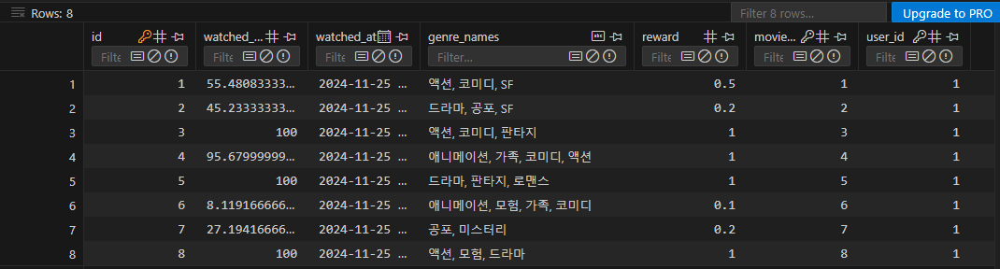 Rows: 8 Filter 8 rows... Upgrade to PRO
id watched_... watched_at genre_names reward movie... user_id
Filte Filte Filte Filter... Filte Filte Filte
1 1 55.48083333... 2024-11-25 ... 액션, 코미디, SF 0.5 1 1
2 2 45.23333333... 2024-11-25 ... 드라마, 공포, SF 0.2 2 1
3 3 100 2024-11-25 ... 액션, 코미디, 판타지 1 3 1
4 4 95.67999999... 2024-11-25 ... 애니메이션, 가족, 코미디, 액션 1 4 1
5 5 100 2024-11-25 ... 드라마, 판타지, 로맨스 1 5 1
6 6 8.119166666... 2024-11-25 ... 애니메이션, 모험, 가족, 코미디 0.1 6 1
7 7 27.19416666... 2024-11-25 ... 공포, 미스터리 0.2 7 1
8 8 100 2024-11-25 ... 액션, 모험, 드라마 1 8 1